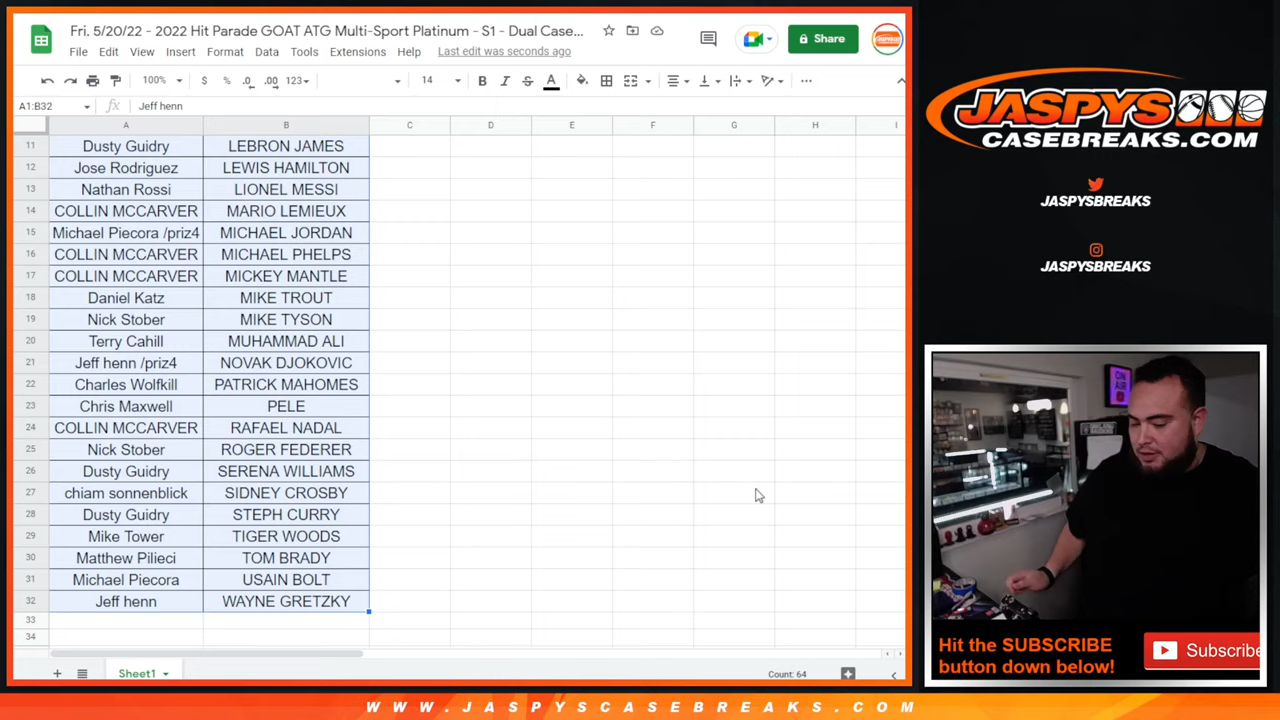 Fri. 5/20/22 - 2022 Hit Parade GOAT ATG Multi-Sport Platinum - S1 - Dual Case...
Share
File Edit View Insert Format Data Tools Extensions Help Last edit was seconds ago
100% $ % .0 .00 123 14 B I S A
A1:B32 fx Jeff henn
A B C D E F G H I
11 Dusty Guidry LEBRON JAMES
12 Jose Rodriguez LEWIS HAMILTON
13 Nathan Rossi LIONEL MESSI
14 COLLIN MCCARVER MARIO LEMIEUX
15 Michael Piecora /priz4 MICHAEL JORDAN
16 COLLIN MCCARVER MICHAEL PHELPS
17 COLLIN MCCARVER MICKEY MANTLE
18 Daniel Katz MIKE TROUT
19 Nick Stober MIKE TYSON
20 Terry Cahill MUHAMMAD ALI
21 Jeff henn /priz4 NOVAK DJOKOVIC
22 Charles Wolfkill PATRICK MAHOMES
23 Chris Maxwell PELE
24 COLLIN MCCARVER RAFAEL NADAL
25 Nick Stober ROGER FEDERER
26 Dusty Guidry SERENA WILLIAMS
27 chiam sonnenblick SIDNEY CROSBY
28 Dusty Guidry STEPH CURRY
29 Mike Tower TIGER WOODS
30 Matthew Pilieci TOM BRADY
31 Michael Piecora USAIN BOLT
32 Jeff henn WAYNE GRETZKY
33
34
Sheet1 Count: 64
JASPYS
CASEBREAKS.COM
JASPYSBREAKS
JASPYSBREAKS
ON
AIR
Hit the SUBSCRIBE
button down below!
Subscribe
WWW.JASPYSCASEBREAKS.COM